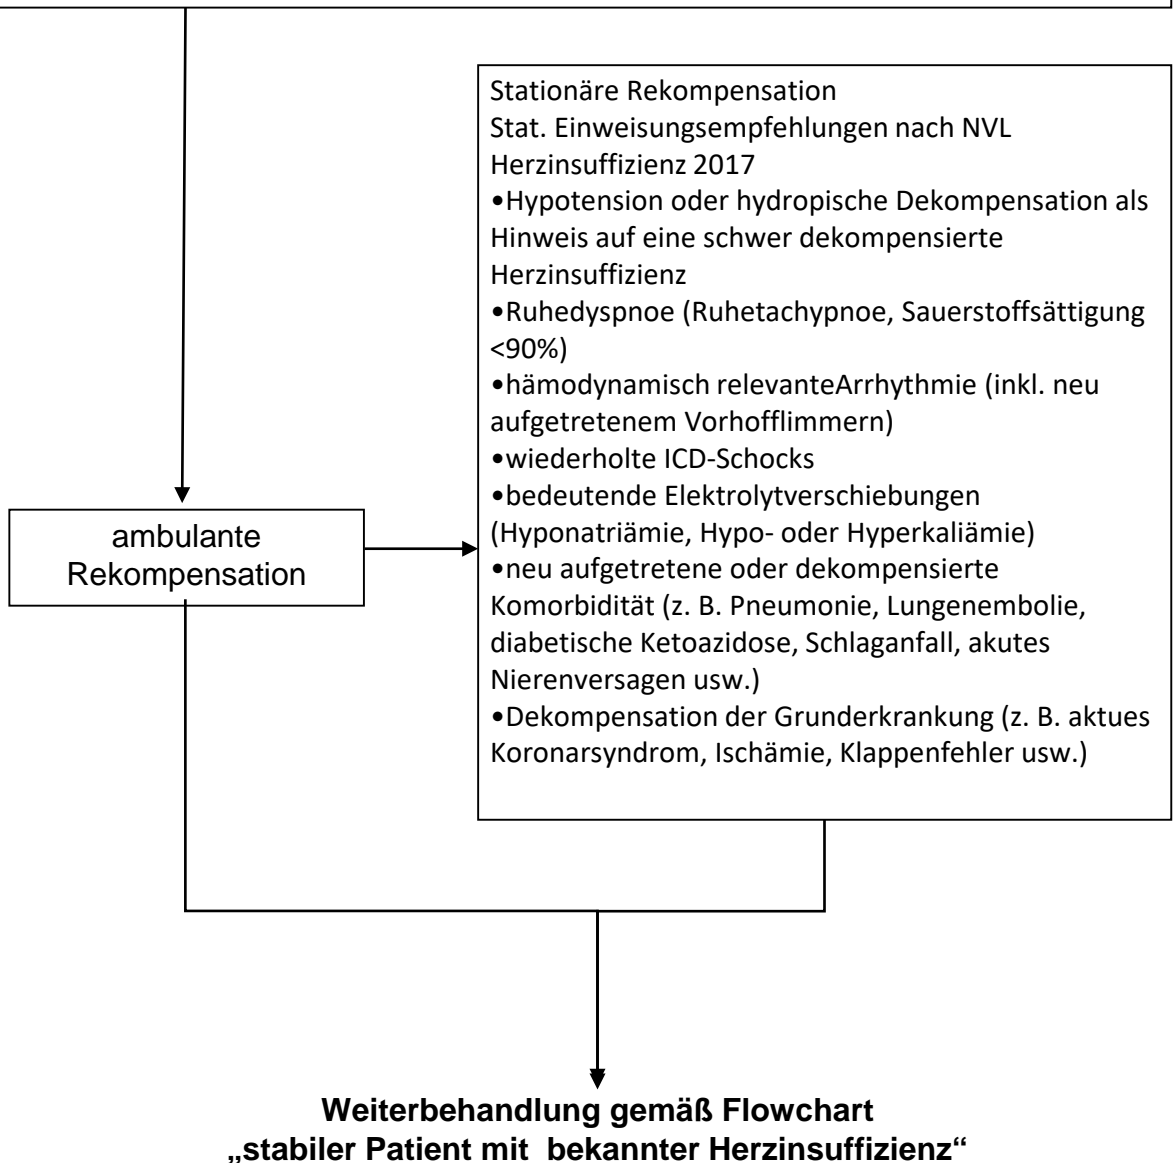 Stationäre Rekompensation
Stat. Einweisungsempfehlungen nach NVL
Herzinsuffizienz 2017
•Hypotension oder hydropische Dekompensation als
Hinweis auf eine schwer dekompensierte
Herzinsuffizienz
•Ruhedyspnoe (Ruhetachypnoe, Sauerstoffsättigung
<90%)
•hämodynamisch relevanteArrhythmie (inkl. neu
aufgetretenem Vorhofflimmern)
•wiederholte ICD-Schocks
•bedeutende Elektrolytverschiebungen
(Hyponatriämie, Hypo- oder Hyperkaliämie)
•neu aufgetretene oder dekompensierte
Komorbidität (z. B. Pneumonie, Lungenembolie,
diabetische Ketoazidose, Schlaganfall, akutes
Nierenversagen usw.)
•Dekompensation der Grunderkrankung (z. B. aktues
Koronarsyndrom, Ischämie, Klappenfehler usw.)
ambulante
Rekompensation
Weiterbehandlung gemäß Flowchart
„stabiler Patient mit  bekannter Herzinsuffizienz“